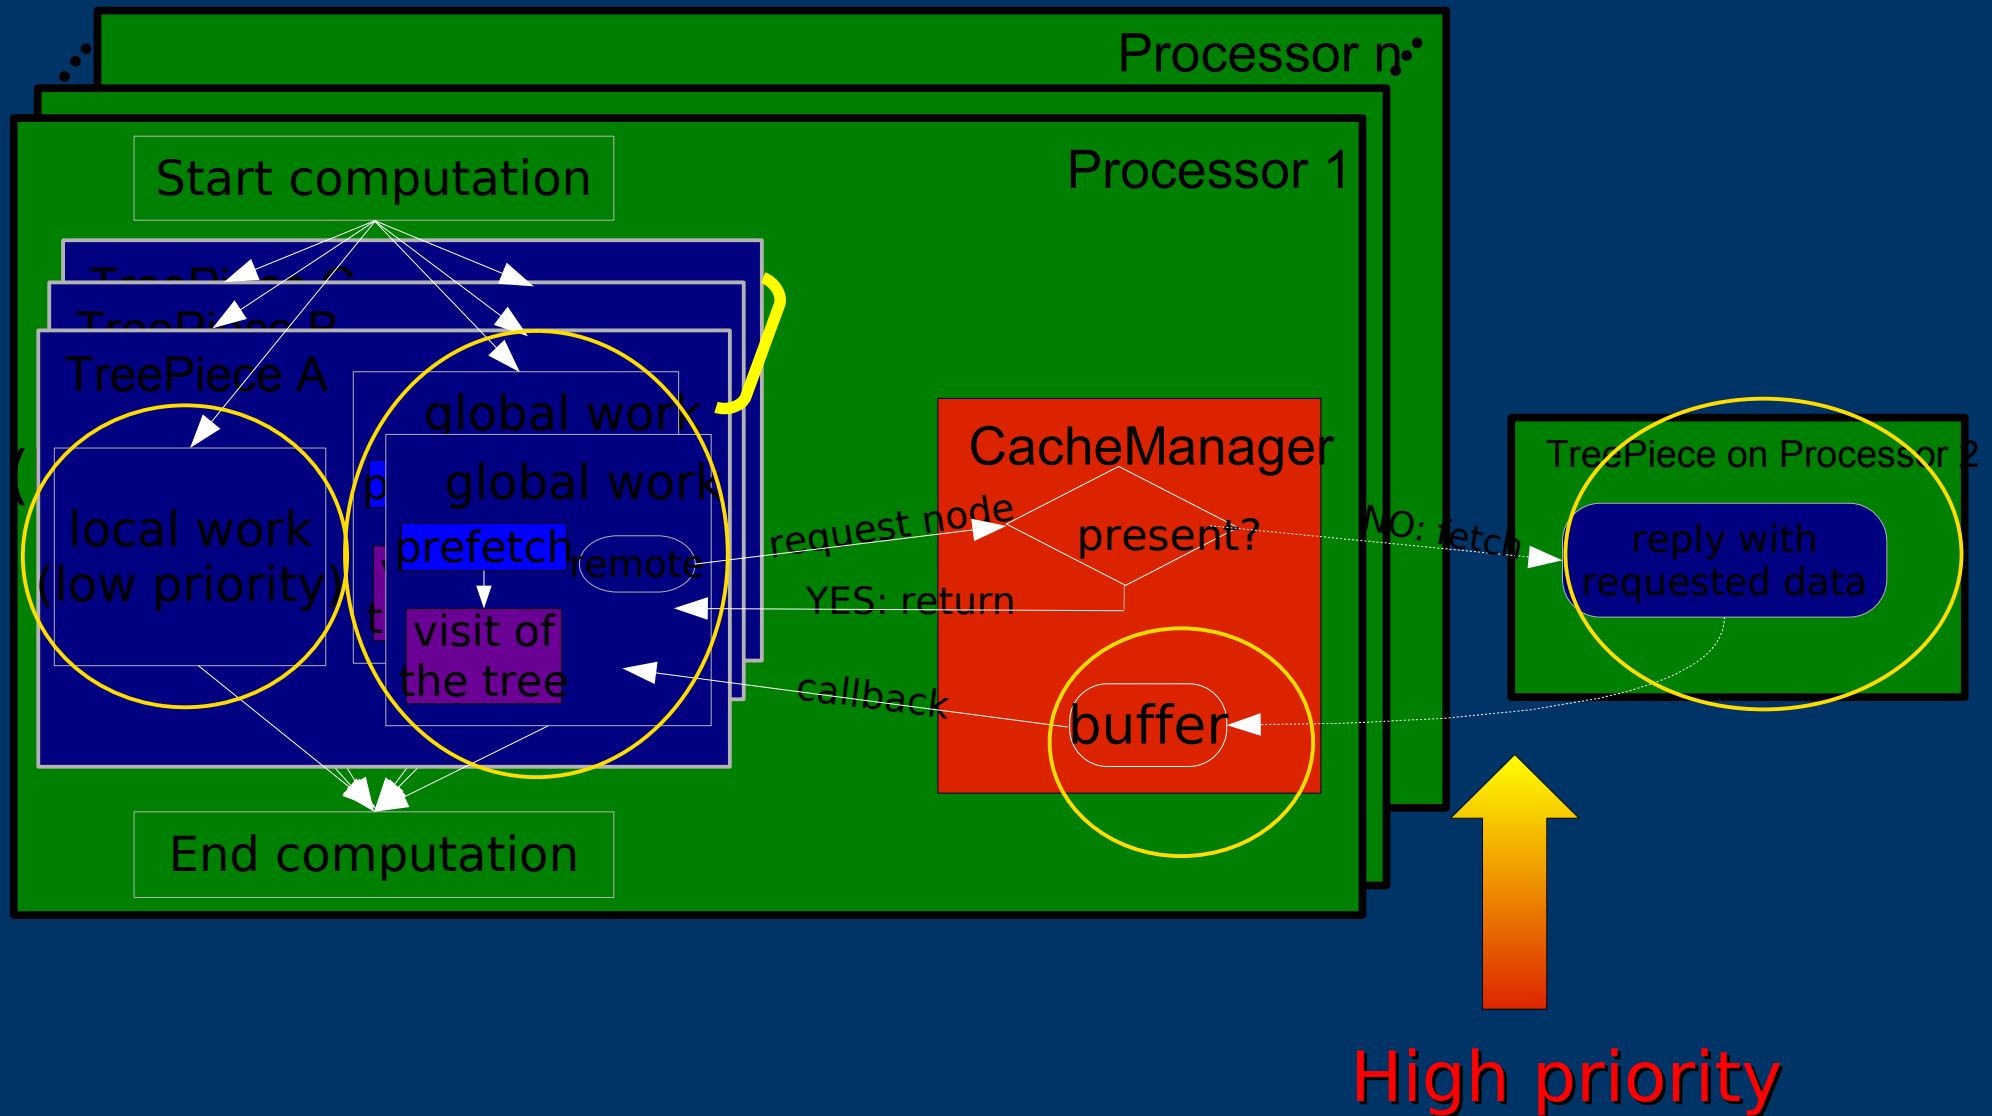 Processor n
Processor 1
Start computation
TreePiece C
TreePiece B
TreePiece A
global work
global work
prefetch
remote
visit of
the tree
local work
(low priority)
(
p
t
End computation
request node
YES: return
callback
CacheManager
present?
buffer
NO: fetch
TreePiece on Processor 2
reply with
requested data
High priority